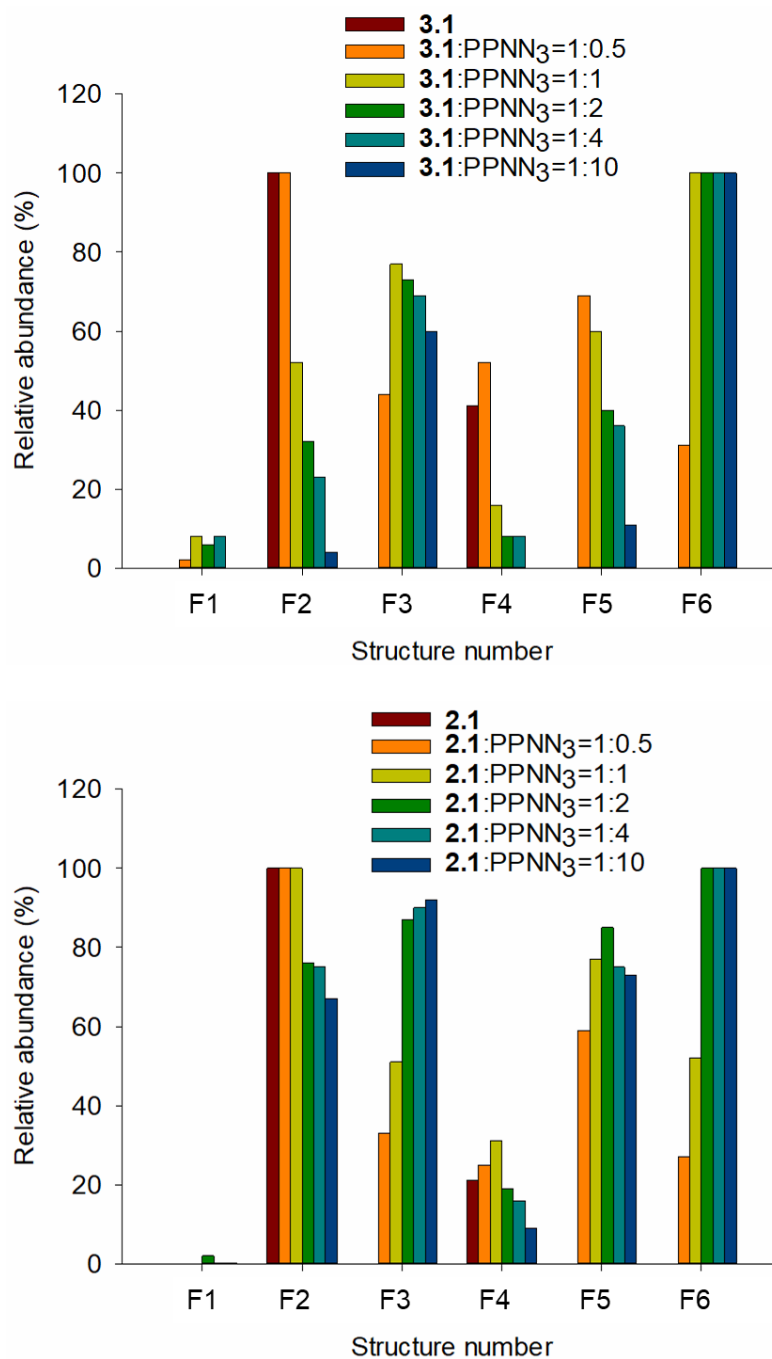 3.1
3.1:PPNN3=1:0.5
3.1:PPNN3=1:1
3.1:PPNN3=1:2
3.1:PPNN3=1:4
3.1:PPNN3=1:10
120
100
80
60
40
20
0
Relative abundance (%)
F1 F2 F3 F4 F5 F6
Structure number
2.1
2.1:PPNN3=1:0.5
2.1:PPNN3=1:1
2.1:PPNN3=1:2
2.1:PPNN3=1:4
2.1:PPNN3=1:10
120
100
80
60
40
20
0
Relative abundance (%)
F1 F2 F3 F4 F5 F6
Structure number